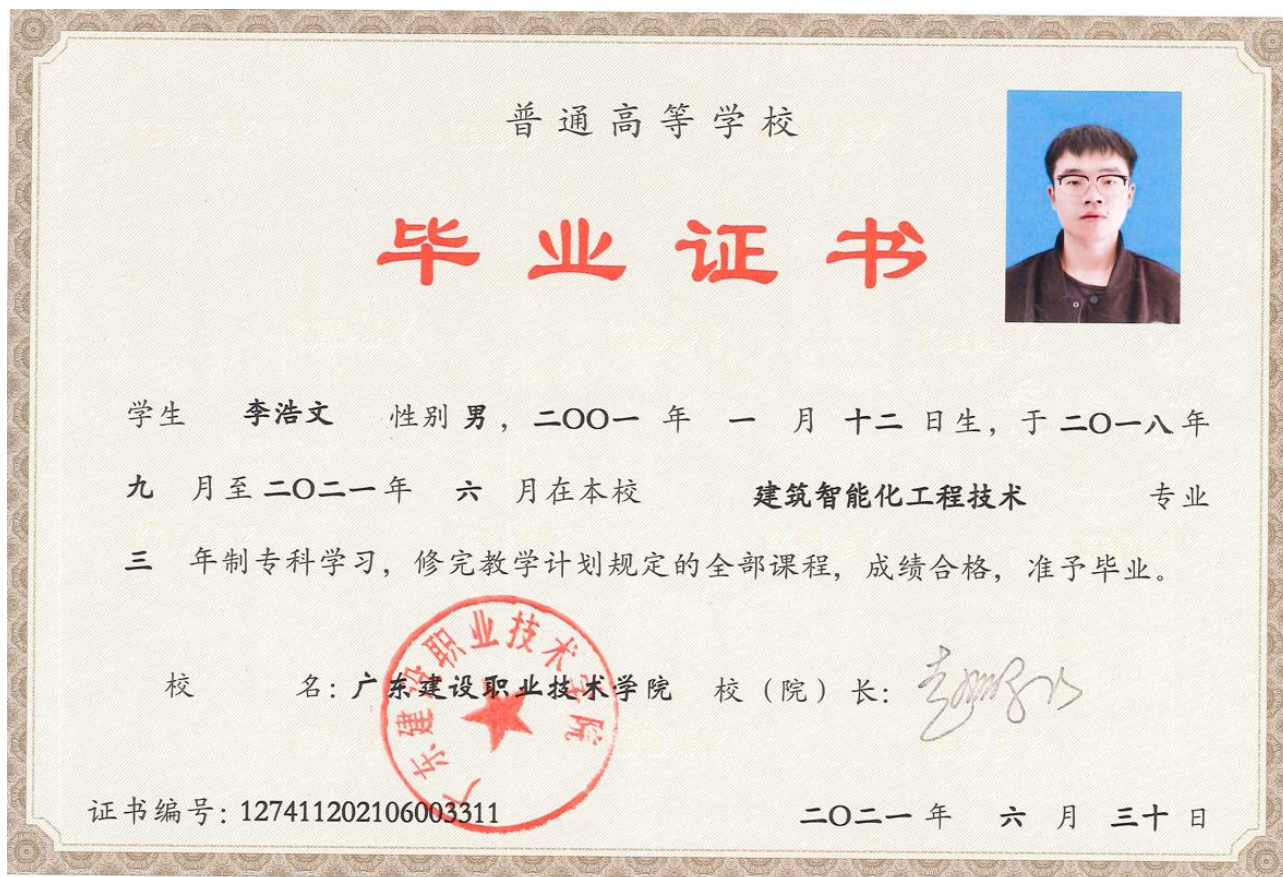 普通高等学校
毕业证书
学生 李浩文 性别 男，二〇〇一 年 一 月 十二 日生，于 二〇一八 年
九 月至 二〇二一 年 六 月在本校 建筑智能化工程技术 专业
三 年制专科学习，修完教学计划规定的全部课程，成绩合格，准予毕业。
广东建设职业技术学院
校 名：广东建设职业技术学院 校（院）长：
证书编号：127411202106003311 二〇二一 年 六 月 三十 日